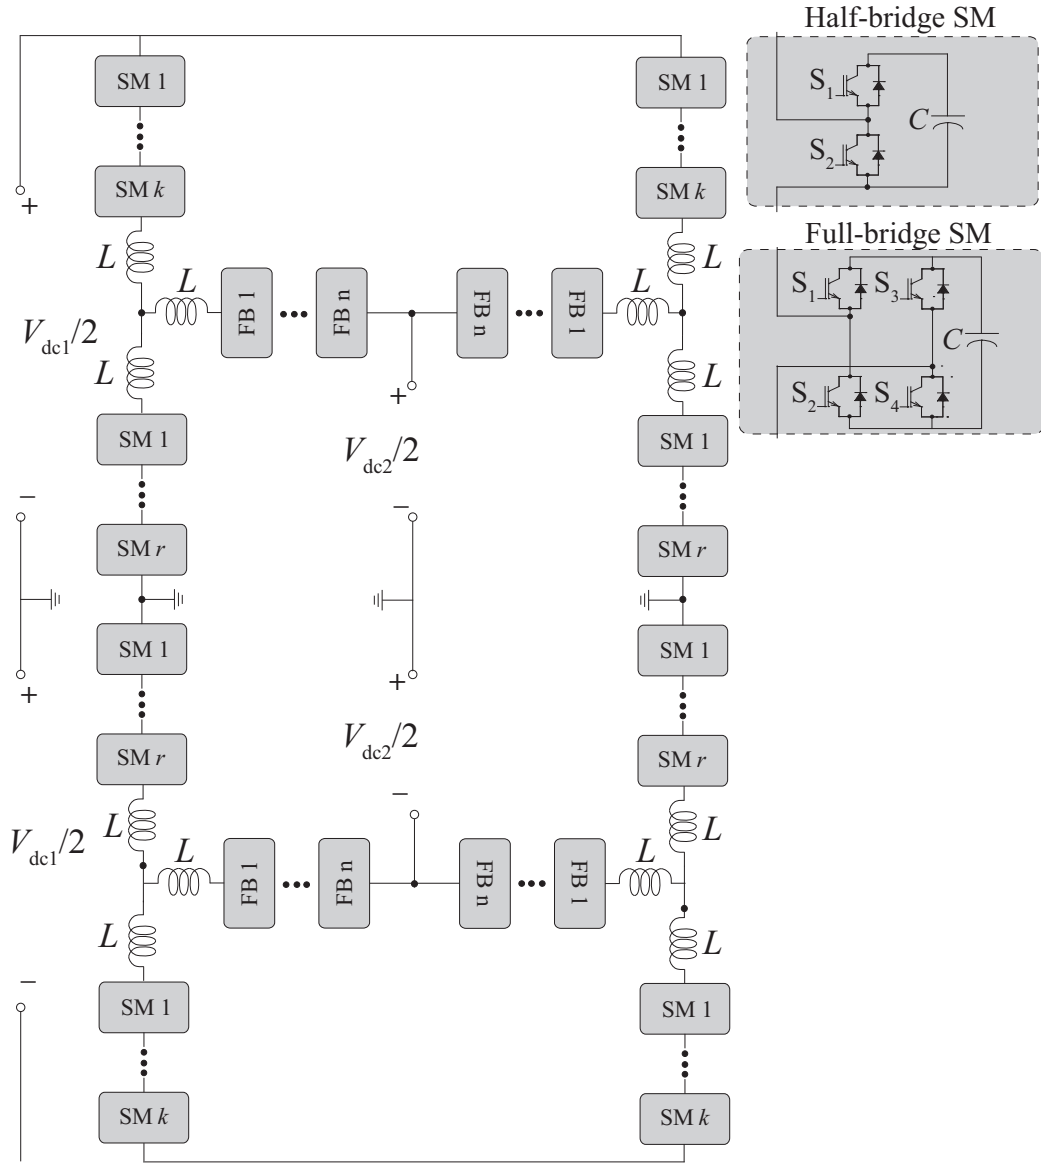 Half-bridge SM
SM 1
SM 1
S1
C
S2
SM k
SM k
+
Full-bridge SM
L
L
L
L
S1
S3
FB 1
FB n
FB n
FB 1
C
Vdc1/2
L
L
S2
S4
+
SM 1
SM 1
Vdc2/2
−
−
SM r
SM r
SM 1
SM 1
+
+
Vdc2/2
SM r
SM r
−
L
L
Vdc1/2
L
L
FB 1
FB n
FB n
FB 1
L
L
−
SM 1
SM 1
SM k
SM k